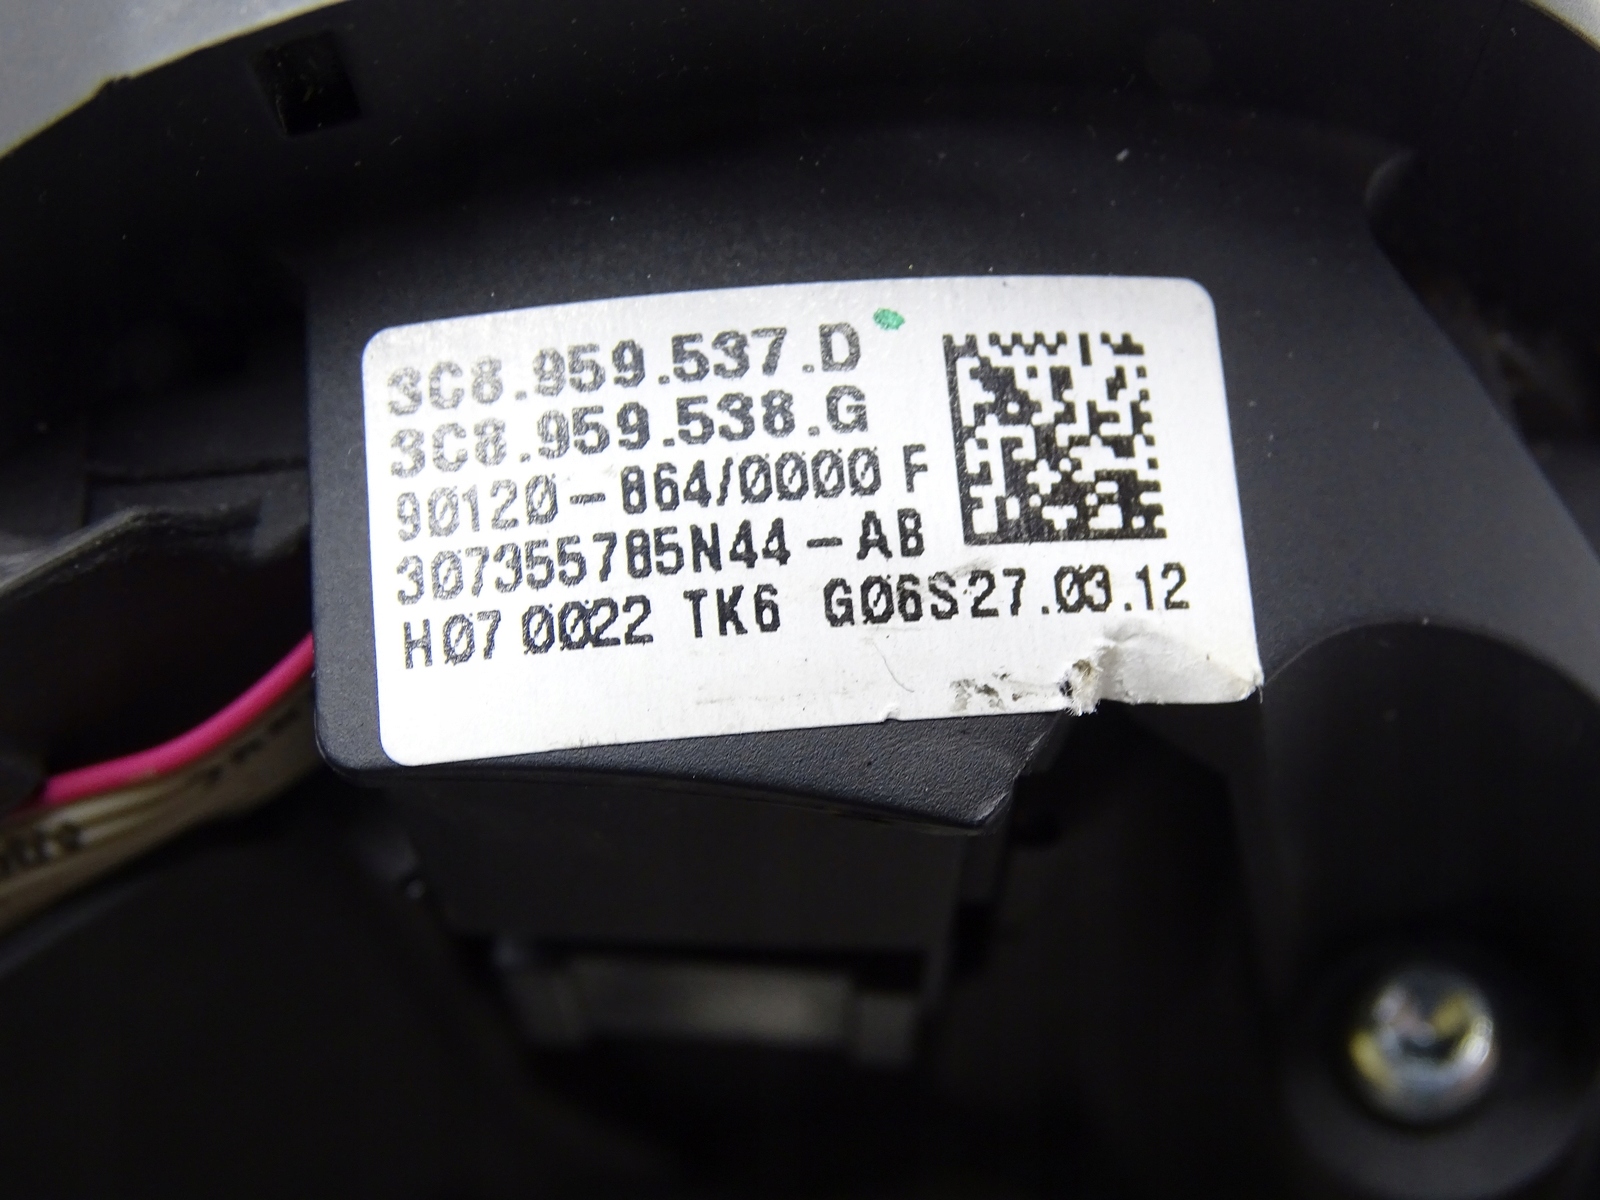 3C8.959.537.D
3C8.959.538.G
90120-864/0000 F
307355785N44-AB
H07 0022 TK6 G06S27.03.12